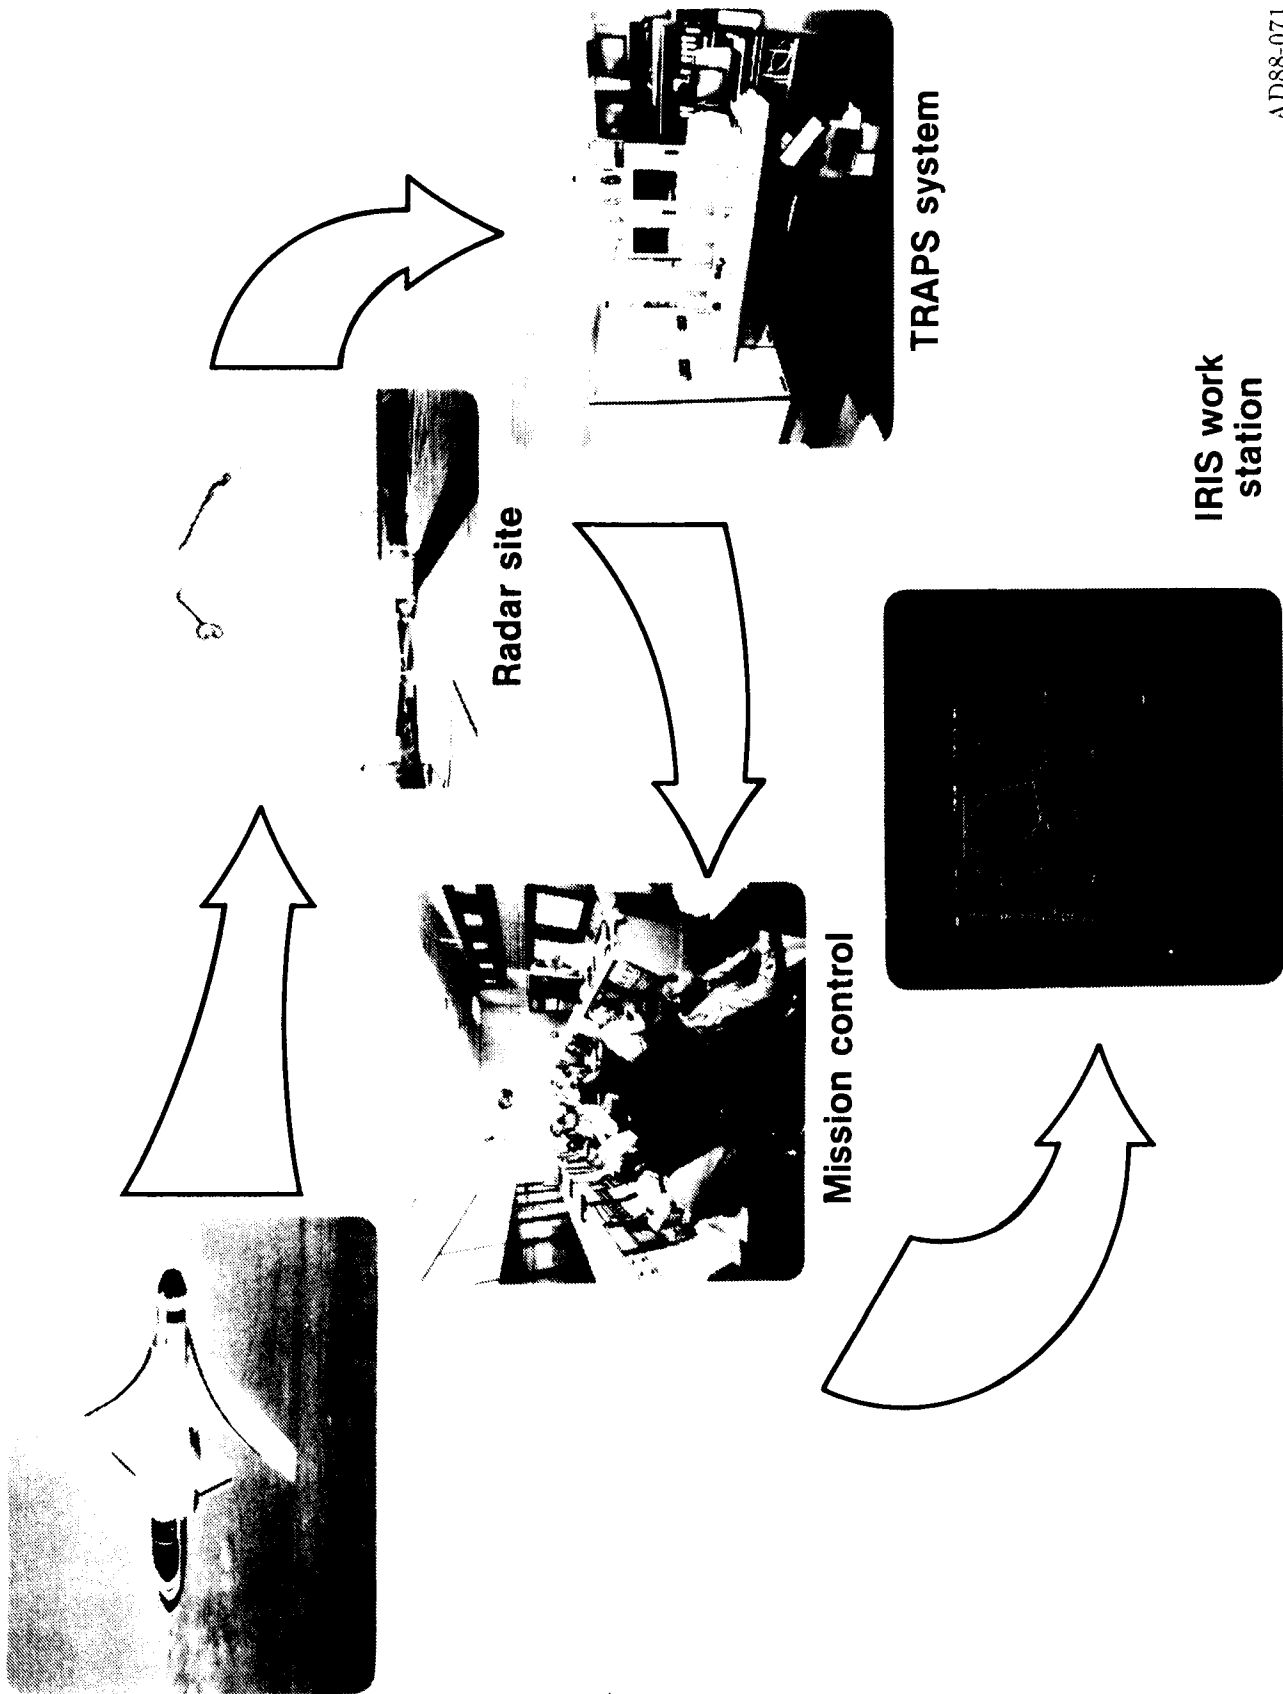 Radar site
TRAPS system
Mission control
IRIS work
station
AD88-071